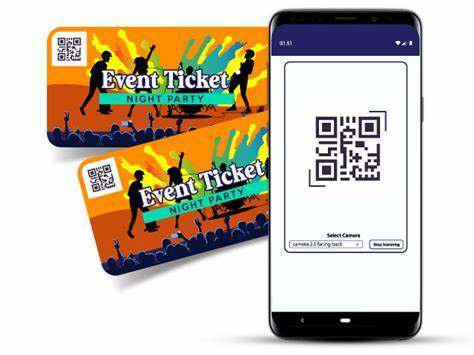 Event Ticket
NIGHT PARTY
Event Ticket
NIGHT PARTY
01.51
Select Camera
camera 2.0 facing back
Stop Scanning